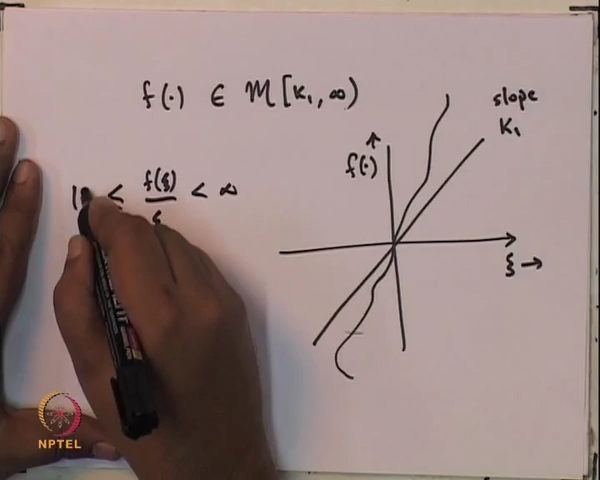 f(·) ∈ M[K₁, ∞)
slope
K₁
f(·)
≤ f(ξ)/ξ < ∞
ξ →
NPTEL